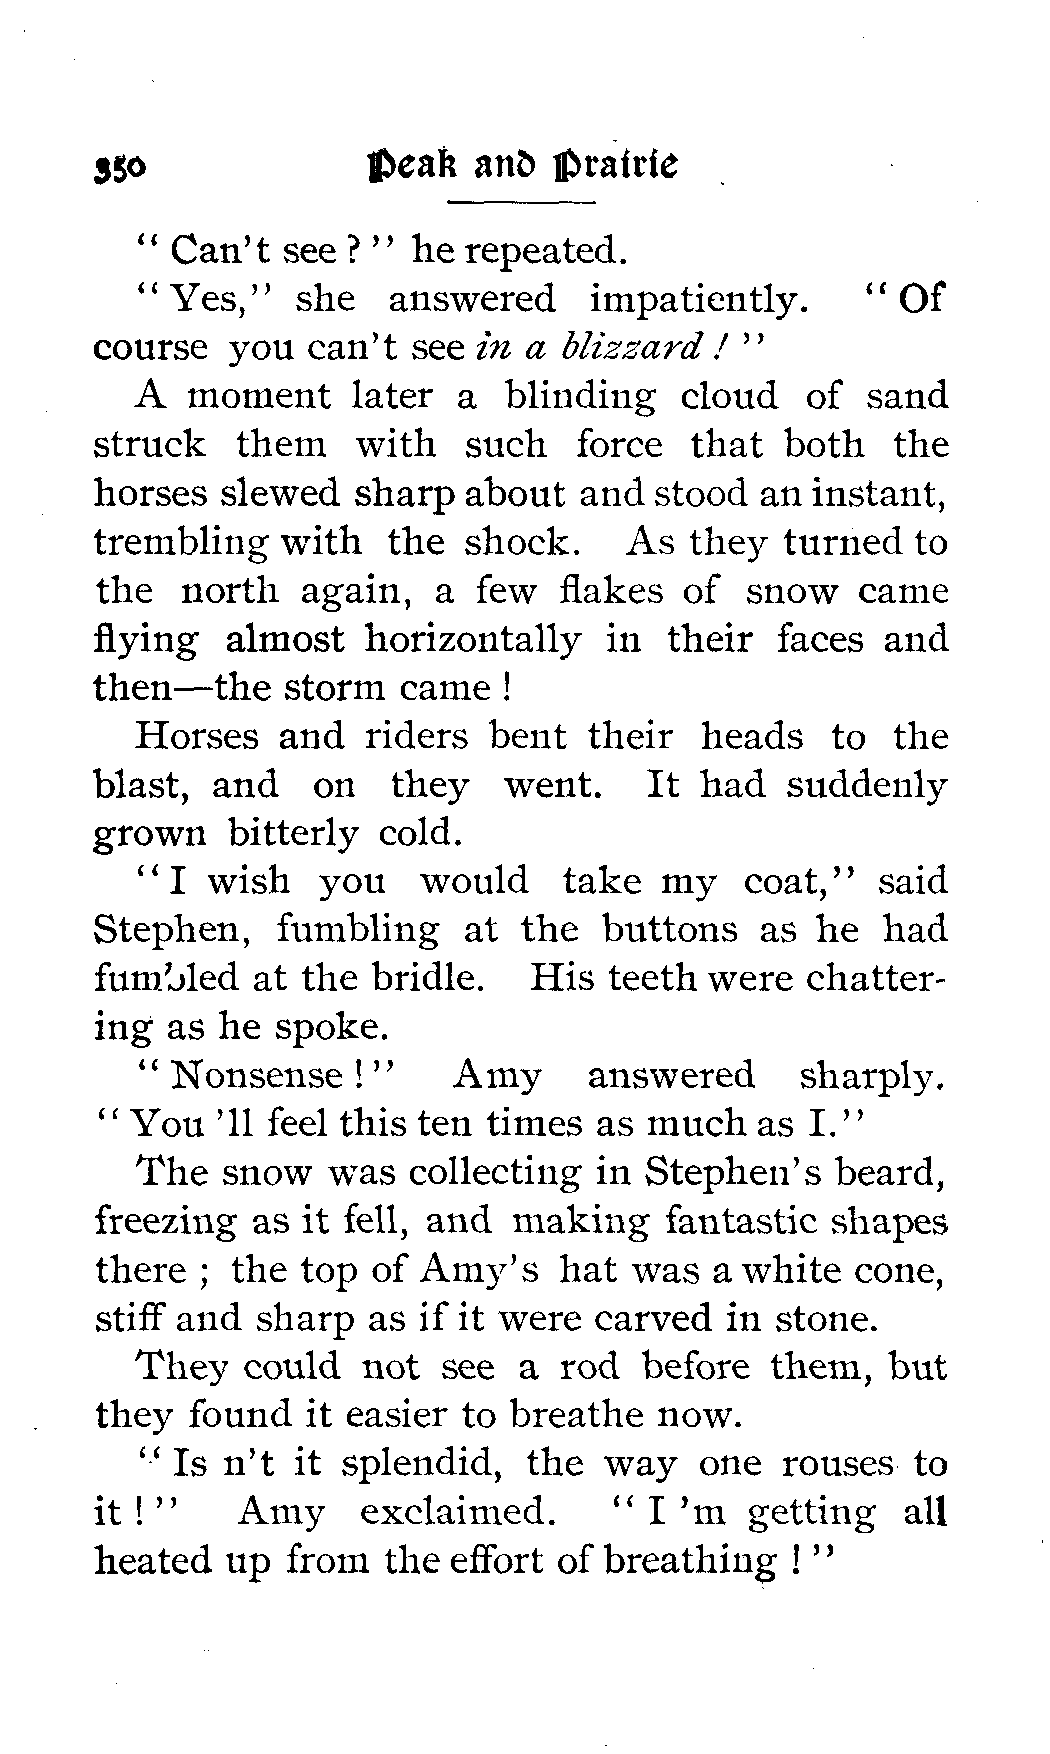 350 Peak and Prairie
"Can't see?" he repeated.
"Yes," she answered impatiently. "Of
course you can't see in a blizzard!"
A moment later a blinding cloud of sand
struck them with such force that both the
horses slewed sharp about and stood an instant,
trembling with the shock. As they turned to
the north again, a few flakes of snow came
flying almost horizontally in their faces and
then—the storm came!
Horses and riders bent their heads to the
blast, and on they went. It had suddenly
grown bitterly cold.
"I wish you would take my coat," said
Stephen, fumbling at the buttons as he had
fumbled at the bridle. His teeth were chatter-
ing as he spoke.
"Nonsense!" Amy answered sharply.
"You 'll feel this ten times as much as I."
The snow was collecting in Stephen's beard,
freezing as it fell, and making fantastic shapes
there; the top of Amy's hat was a white cone,
stiff and sharp as if it were carved in stone.
They could not see a rod before them, but
they found it easier to breathe now.
"Is n't it splendid, the way one rouses to
it!" Amy exclaimed. "I 'm getting all
heated up from the effort of breathing!"